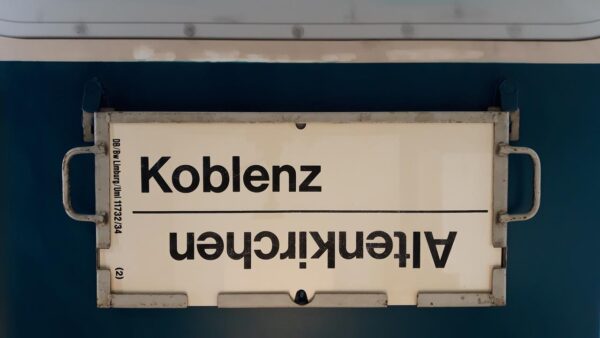 Koblenz
Altenkirchen
DB/Bw Limburg/Uml 11732/34
(2)